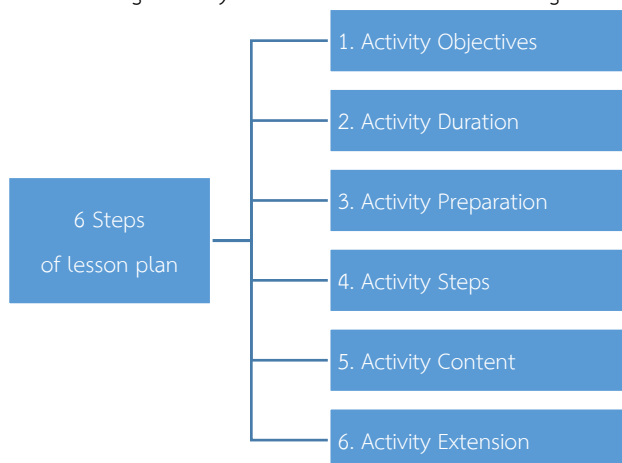 1. Activity Objectives
2. Activity Duration
3. Activity Preparation
6 Steps
of lesson plan
4. Activity Steps
5. Activity Content
6. Activity Extension